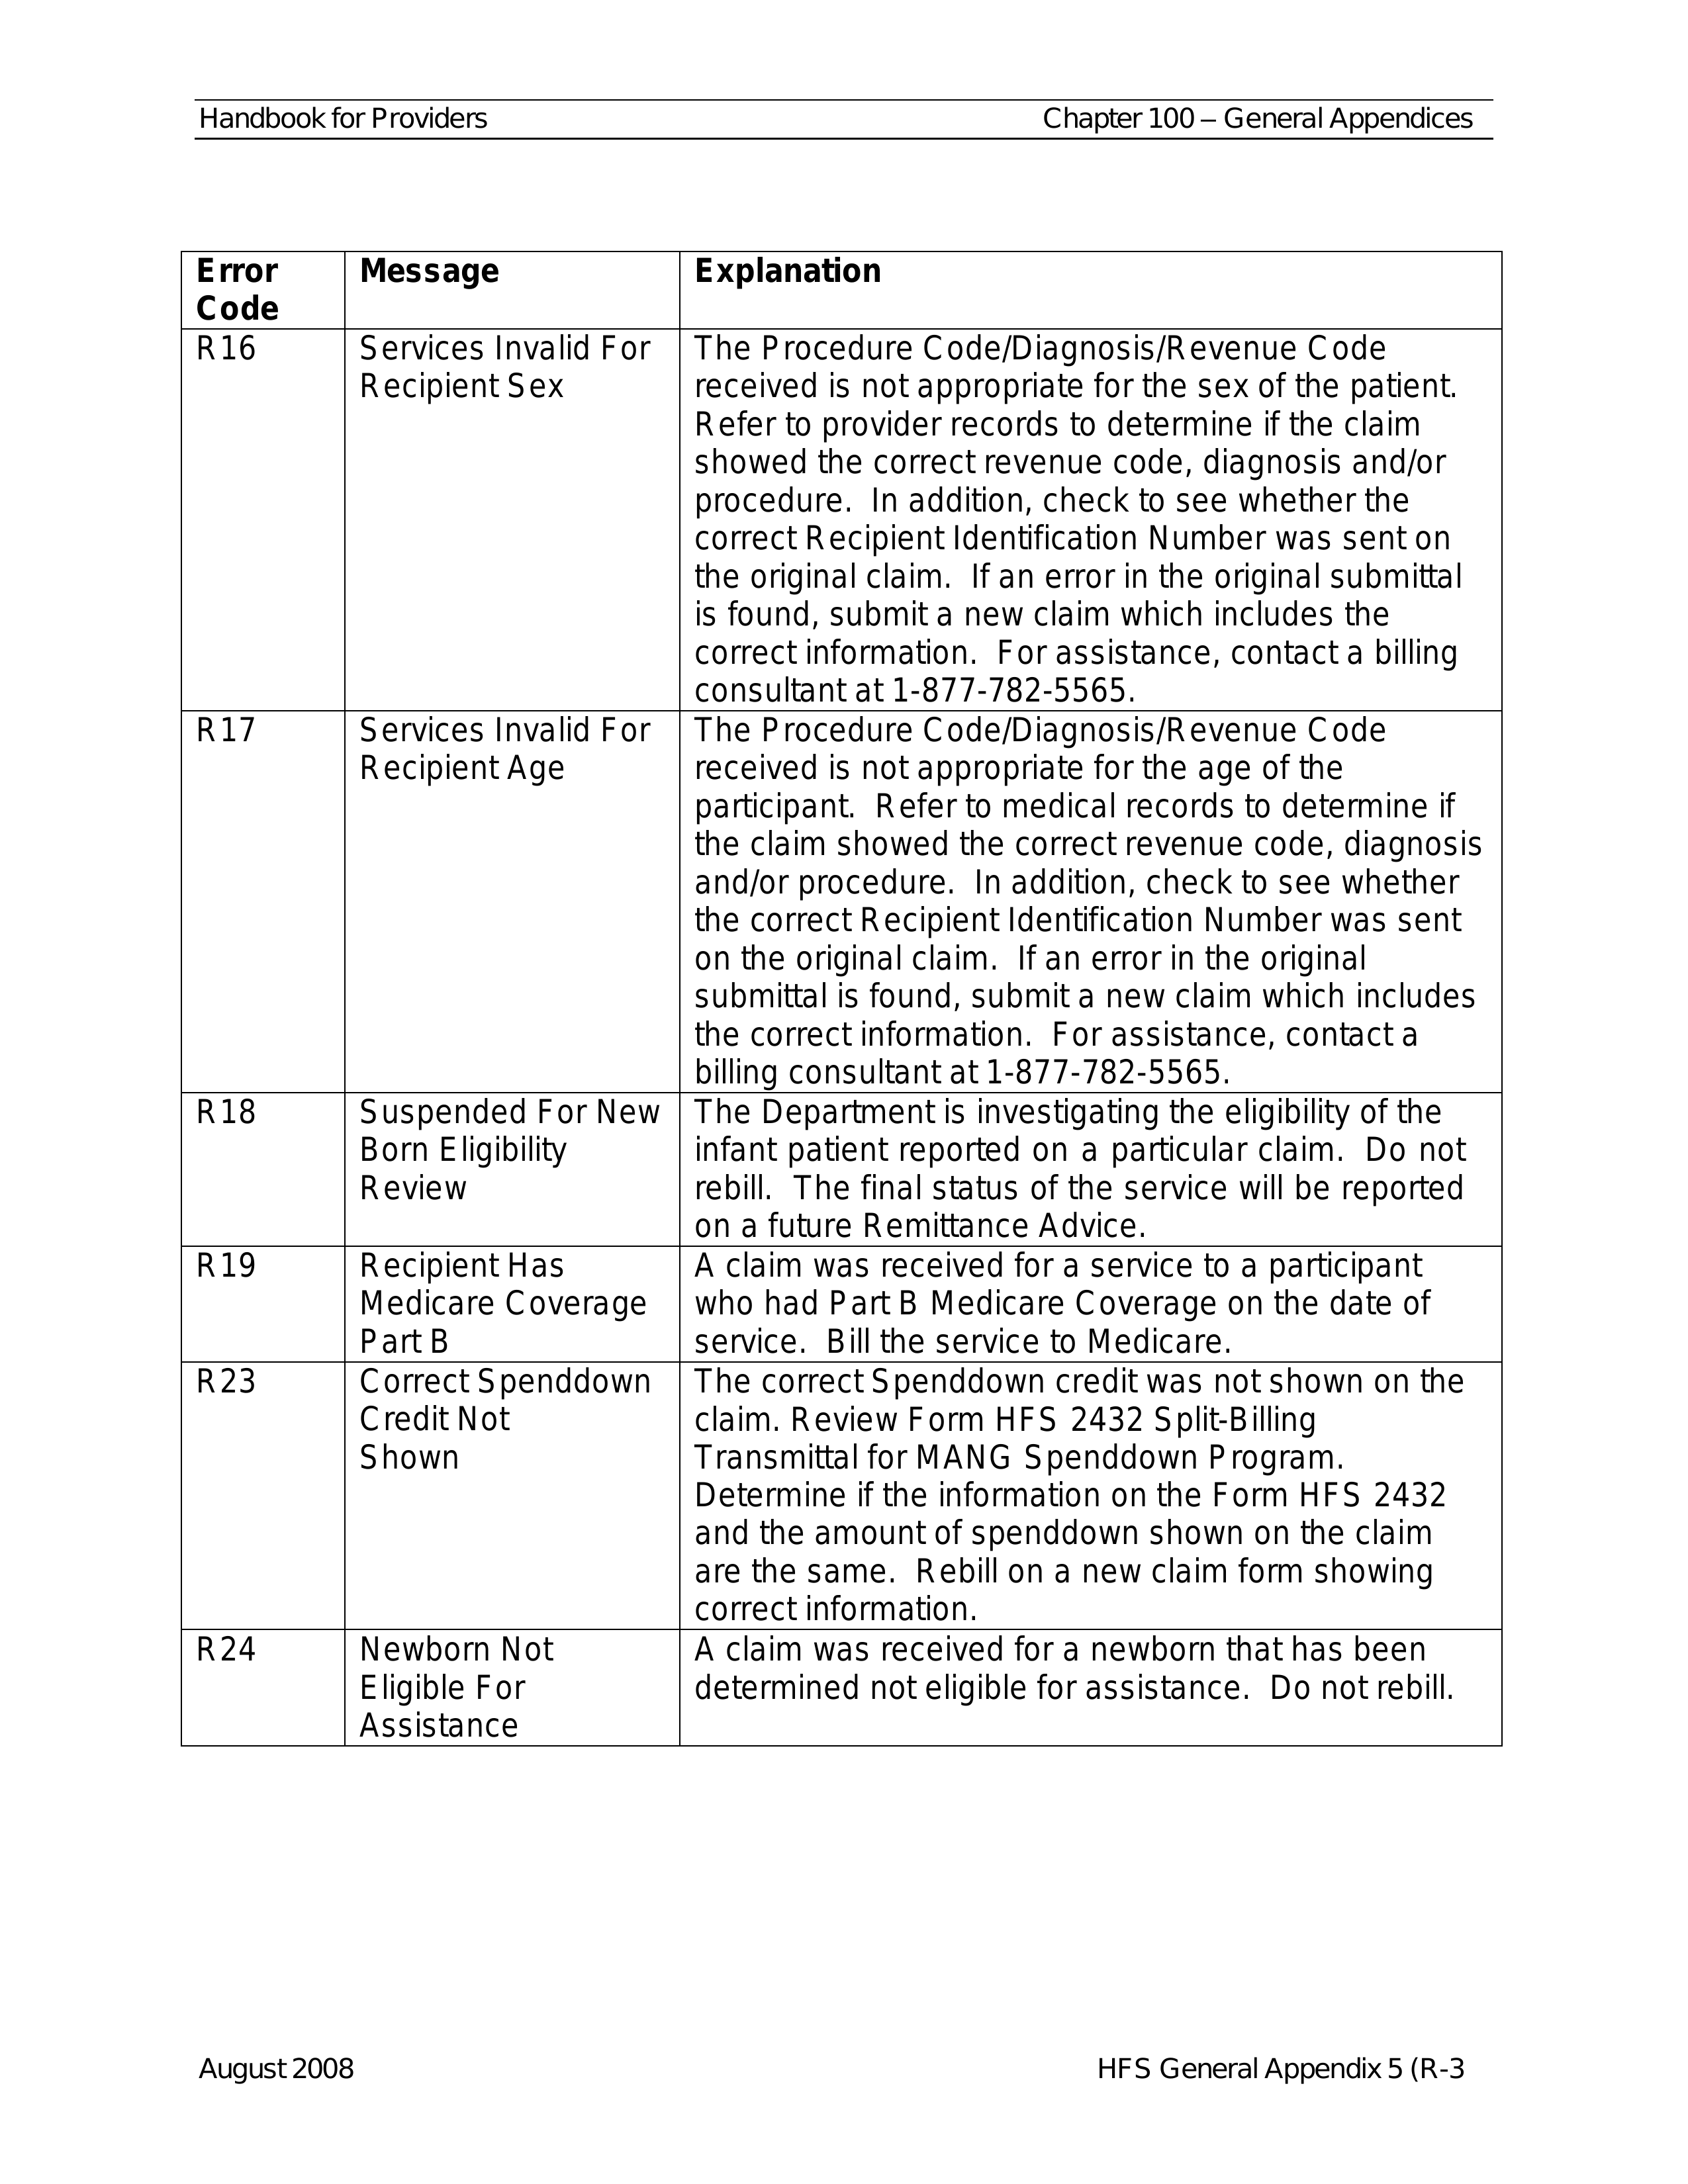 Handbook for Providers Chapter 100 – General Appendices
Error Code Message Explanation
R16 Services Invalid For Recipient Sex
The Procedure Code/Diagnosis/Revenue Code
received is not appropriate for the sex of the patient.
Refer to provider records to determine if the claim
showed the correct revenue code, diagnosis and/or
procedure.  In addition, check to see whether the
correct Recipient Identification Number was sent on
the original claim.  If an error in the original submittal
is found, submit a new claim which includes the
correct information.  For assistance, contact a billing
consultant at 1-877-782-5565.
R17 Services Invalid For Recipient Age
The Procedure Code/Diagnosis/Revenue Code
received is not appropriate for the age of the
participant.  Refer to medical records to determine if
the claim showed the correct revenue code, diagnosis
and/or procedure.  In addition, check to see whether
the correct Recipient Identification Number was sent
on the original claim.  If an error in the original
submittal is found, submit a new claim which includes
the correct information.  For assistance, contact a
billing consultant at 1-877-782-5565.
R18 Suspended For New Born Eligibility Review
The Department is investigating the eligibility of the
infant patient reported on a particular claim.  Do not
rebill.  The final status of the service will be reported
on a future Remittance Advice.
R19 Recipient Has Medicare Coverage Part B
A claim was received for a service to a participant
who had Part B Medicare Coverage on the date of
service.  Bill the service to Medicare.
R23 Correct Spenddown Credit Not Shown
The correct Spenddown credit was not shown on the
claim. Review Form HFS 2432 Split-Billing
Transmittal for MANG Spenddown Program.
Determine if the information on the Form HFS 2432
and the amount of spenddown shown on the claim
are the same.  Rebill on a new claim form showing
correct information.
R24 Newborn Not Eligible For Assistance
A claim was received for a newborn that has been
determined not eligible for assistance.  Do not rebill.
August 2008 HFS General Appendix 5 (R-3